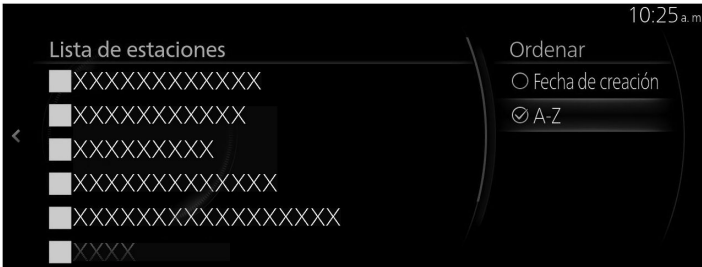 10:25 a.m
Lista de estaciones
XXXXXXXXXXXX
XXXXXXXXXXX
XXXXXXXXX
XXXXXXXXXXXXX
XXXXXXXXXXXXXXXXX
XXXX
Ordenar
Fecha de creación
A-Z